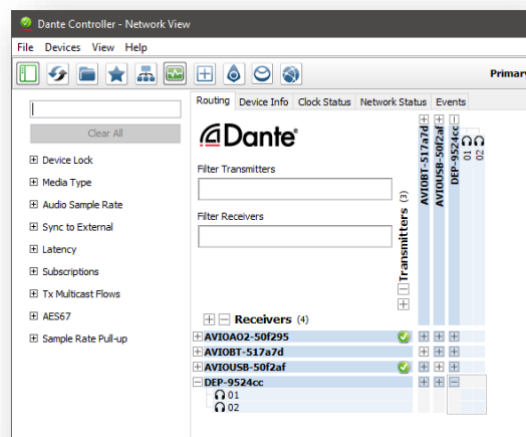 Dante Controller - Network View
File Devices View Help
Primary
Routing Device Info Clock Status Network Status Events
Clear All
Device Lock
Media Type
Audio Sample Rate
Sync to External
Latency
Subscriptions
Tx Multicast Flows
AES67
Sample Rate Pull-up
Dante®
Filter Transmitters
Filter Receivers
Transmitters (3)
AVIOBT-517a7d
AVIOUSB-50f2af
DEP-9524cc
01
02
Receivers (4)
AVIOAO2-50f295
AVIOBT-517a7d
AVIOUSB-50f2af
DEP-9524cc
01
02